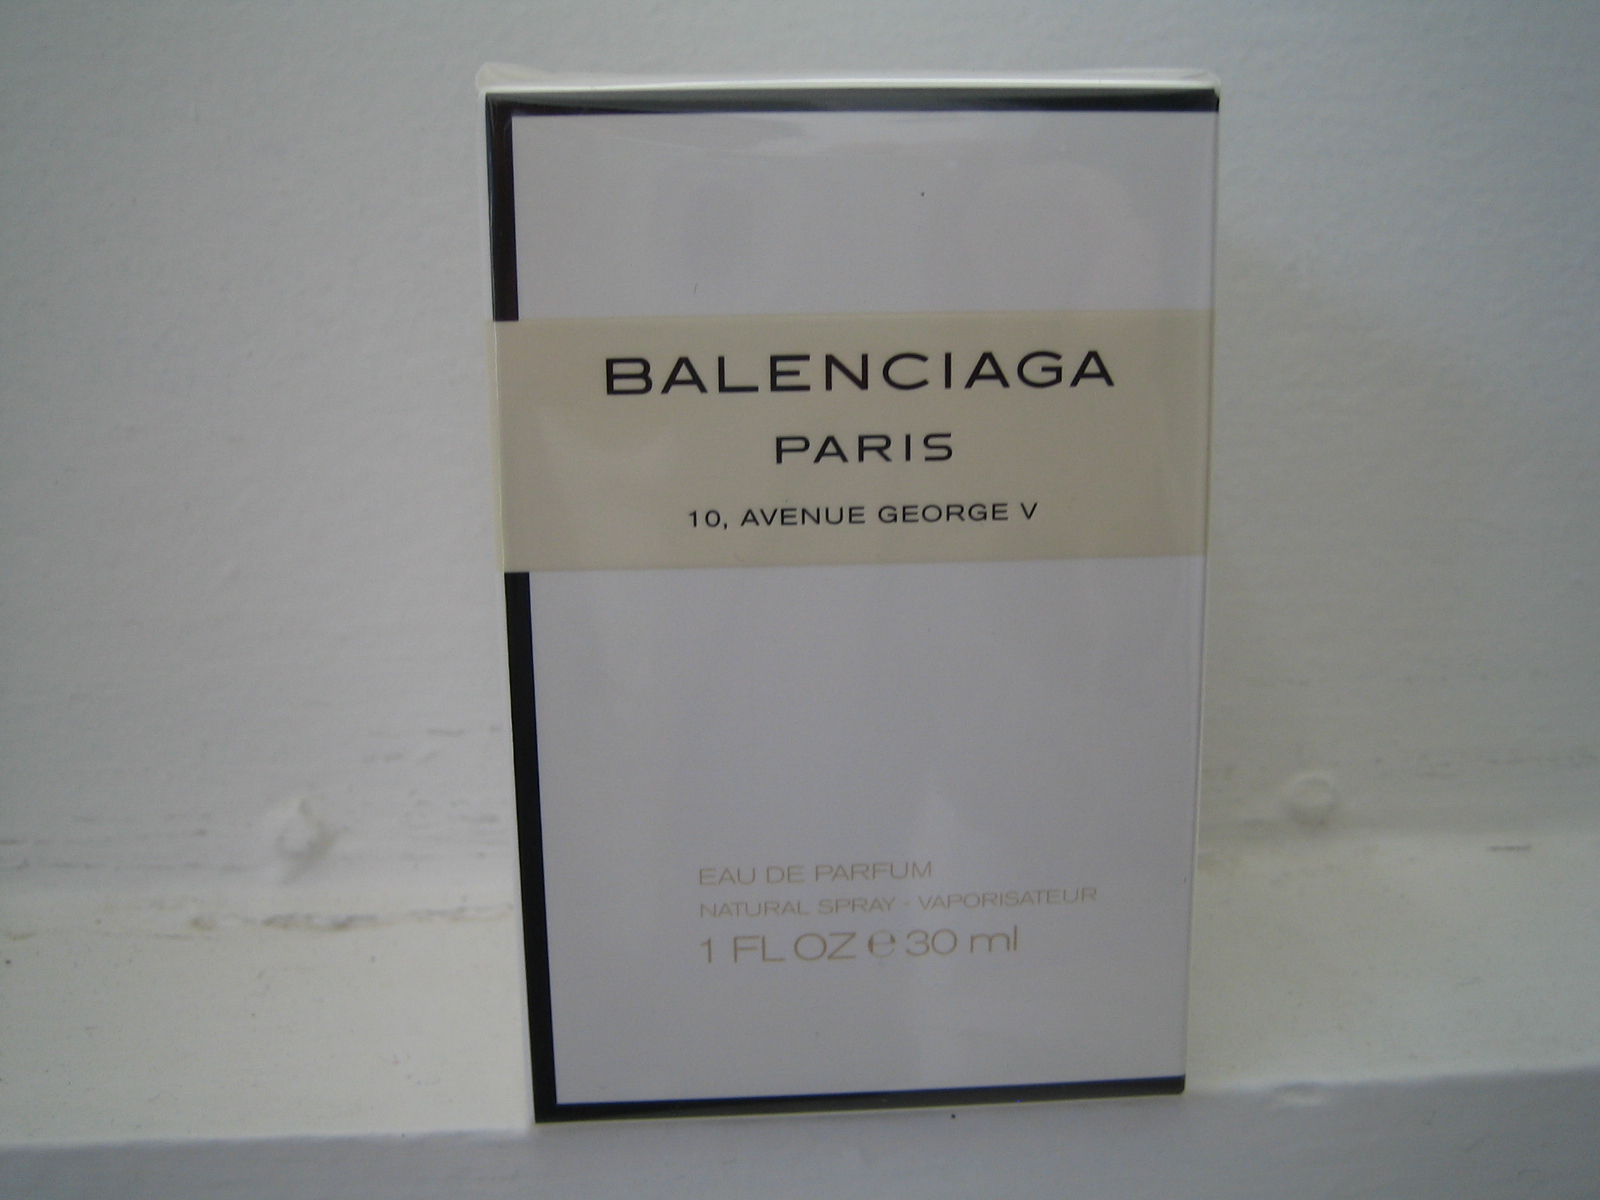 BALENCIAGA
PARIS
10, AVENUE GEORGE V
EAU DE PARFUM
NATURAL SPRAY - VAPORISATEUR
1 FL OZ ℮ 30 ml